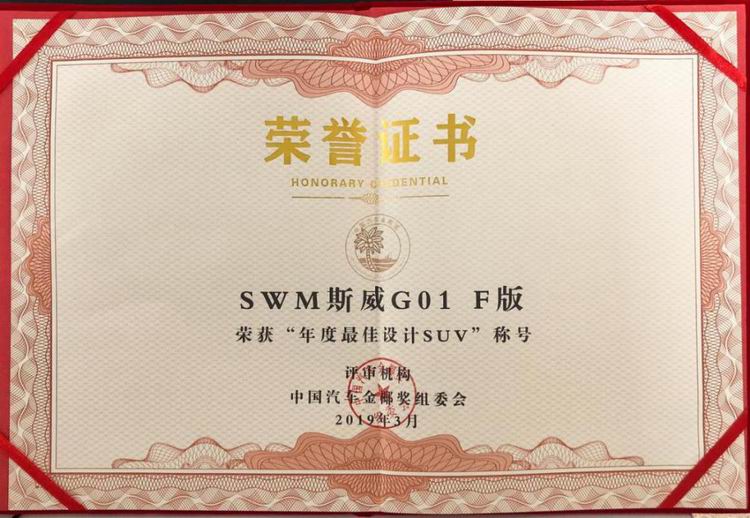 荣誉证书
HONORARY CREDENTIAL
SWM斯威G01 F版
荣获“年度最佳设计SUV”称号
评审机构
中国汽车金椰奖组委会
2019年3月